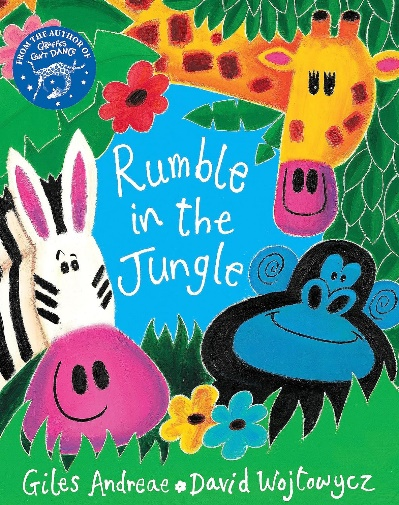 FROM THE AUTHOR OF
GIRAFFES
CAN'T DANCE
Rumble
in the
Jungle
Giles Andreae * David Wojtowycz